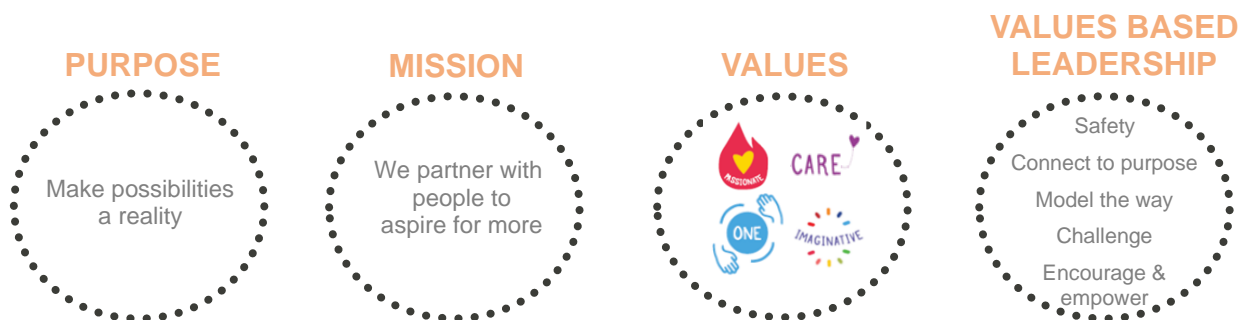 PURPOSE
Make possibilities
a reality
MISSION
We partner with
people to
aspire for more
VALUES
PASSIONATE
CARE
ONE
IMAGINATIVE
VALUES BASED
LEADERSHIP
Safety
Connect to purpose
Model the way
Challenge
Encourage &
empower